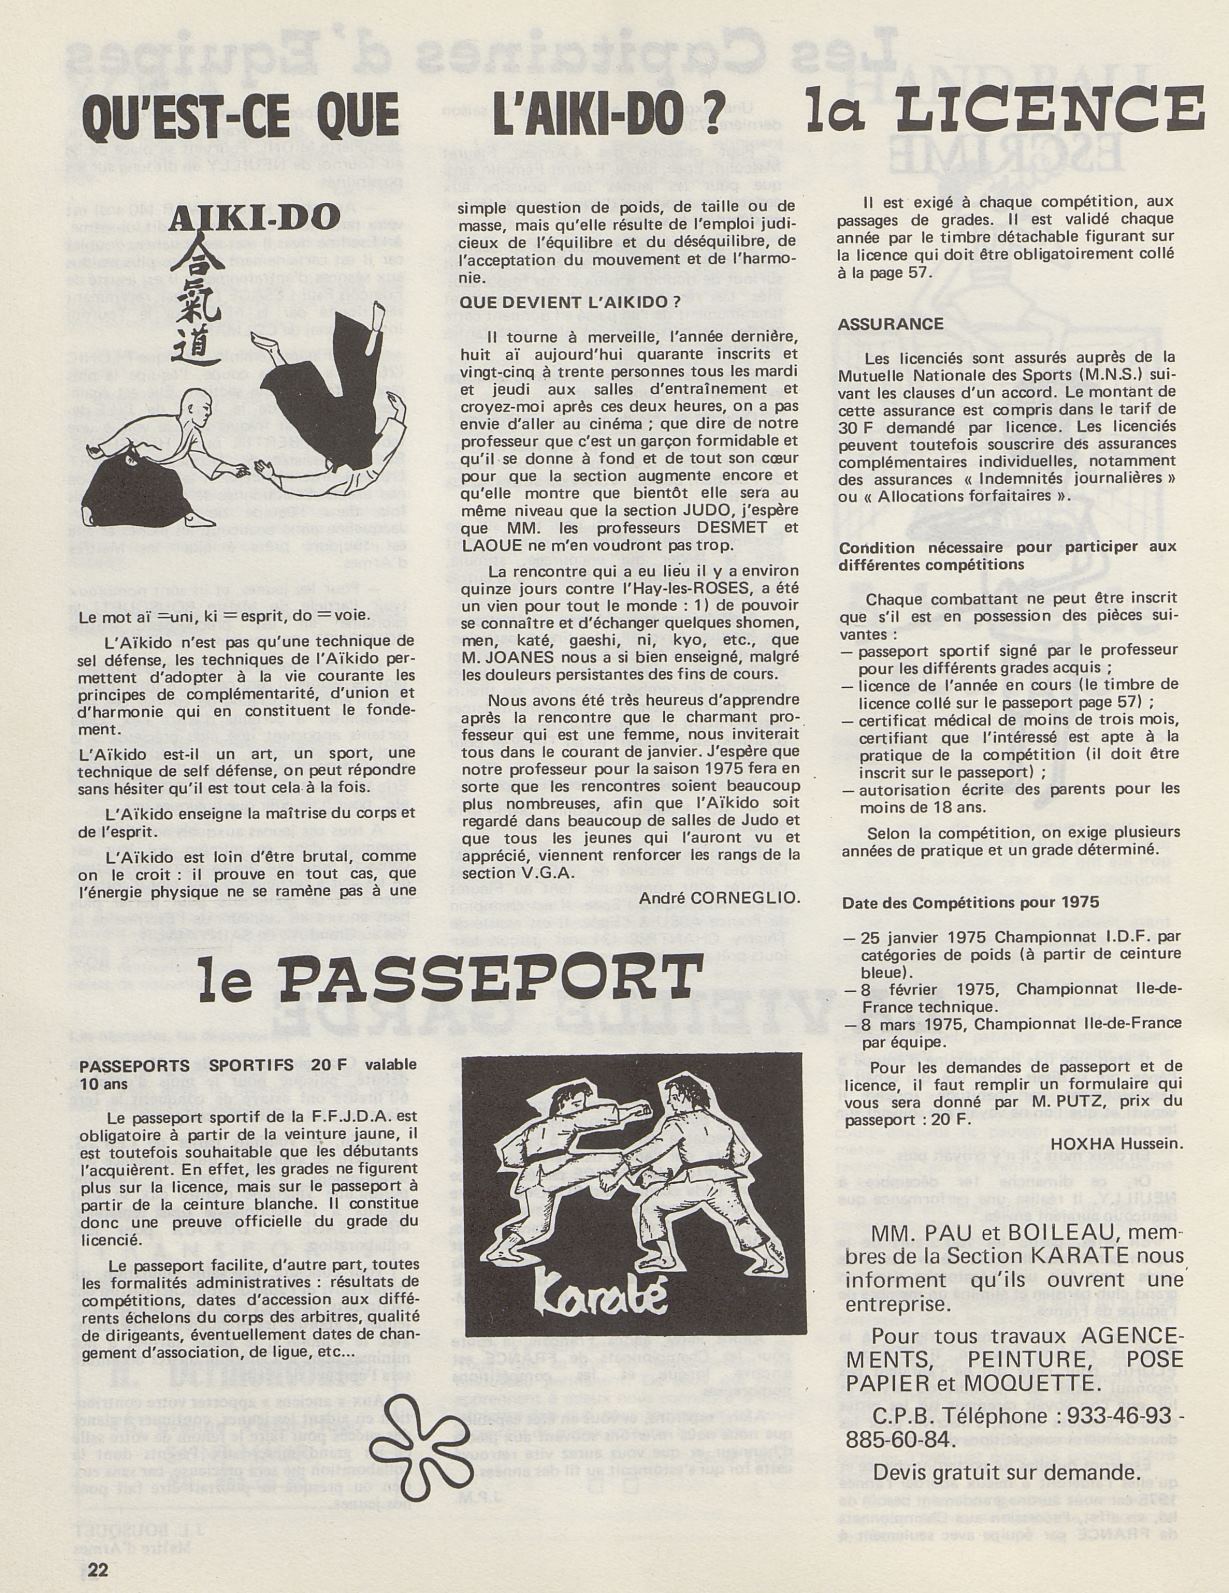 QU'EST-CE QUE L'AIKI-DO ?
AIKI-DO
合
氣
道
Le mot aï =uni, ki = esprit, do = voie.
L'Aïkido n'est pas qu'une technique de
sel défense, les techniques de l'Aïkido per-
mettent d'adopter à la vie courante les
principes de complémentarité, d'union et
d'harmonie qui en constituent le fonde-
ment.
L'Aïkido est-il un art, un sport, une
technique de self défense, on peut répondre
sans hésiter qu'il est tout cela à la fois.
L'Aïkido enseigne la maîtrise du corps et
de l'esprit.
L'Aïkido est loin d'être brutal, comme
on le croit : il prouve en tout cas, que
l'énergie physique ne se ramène pas à une
simple question de poids, de taille ou de
masse, mais qu'elle résulte de l'emploi judi-
cieux de l'équilibre et du déséquilibre, de
l'acceptation du mouvement et de l'harmo-
nie.
QUE DEVIENT L'AIKIDO ?
Il tourne à merveille, l'année dernière,
huit aï aujourd'hui quarante inscrits et
vingt-cinq à trente personnes tous les mardi
et jeudi aux salles d'entraînement et
croyez-moi après ces deux heures, on a pas
envie d'aller au cinéma ; que dire de notre
professeur que c'est un garçon formidable et
qu'il se donne à fond et de tout son cœur
pour que la section augmente encore et
qu'elle montre que bientôt elle sera au
même niveau que la section JUDO, j'espère
que MM. les professeurs DESMET et
LAOUE ne m'en voudront pas trop.
La rencontre qui a eu lieu il y a environ
quinze jours contre l'Hay-les-ROSES, a été
un vien pour tout le monde : 1) de pouvoir
se connaître et d'échanger quelques shomen,
men, katé, gaeshi, ni, kyo, etc., que
M. JOANES nous a si bien enseigné, malgré
les douleurs persistantes des fins de cours.
Nous avons été très heureux d'apprendre
après la rencontre que le charmant pro-
fesseur qui est une femme, nous inviterait
tous dans le courant de janvier. J'espère que
notre professeur pour la saison 1975 fera en
sorte que les rencontres soient beaucoup
plus nombreuses, afin que l'Aïkido soit
regardé dans beaucoup de salles de Judo et
que tous les jeunes qui l'auront vu et
apprécié, viennent renforcer les rangs de la
section V.G.A.
André CORNEGLIO.
le PASSEPORT
PASSEPORTS SPORTIFS 20 F valable
10 ans
Le passeport sportif de la F.F.J.D.A. est
obligatoire à partir de la veinture jaune, il
est toutefois souhaitable que les débutants
l'acquièrent. En effet, les grades ne figurent
plus sur la licence, mais sur le passeport à
partir de la ceinture blanche. Il constitue
donc une preuve officielle du grade du
licencié.
Le passeport facilite, d'autre part, toutes
les formalités administratives : résultats de
compétitions, dates d'accession aux diffé-
rents échelons du corps des arbitres, qualité
de dirigeants, éventuellement dates de chan-
gement d'association, de ligue, etc...
Karaté
la LICENCE
Il est exigé à chaque compétition, aux
passages de grades. Il est validé chaque
année par le timbre détachable figurant sur
la licence qui doit être obligatoirement collé
à la page 57.
ASSURANCE
Les licenciés sont assurés auprès de la
Mutuelle Nationale des Sports (M.N.S.) sui-
vant les clauses d'un accord. Le montant de
cette assurance est compris dans le tarif de
30 F demandé par licence. Les licenciés
peuvent toutefois souscrire des assurances
complémentaires individuelles, notamment
des assurances « Indemnités journalières »
ou « Allocations forfaitaires ».
Condition nécessaire pour participer aux
différentes compétitions
Chaque combattant ne peut être inscrit
que s'il est en possession des pièces sui-
vantes :
— passeport sportif signé par le professeur
pour les différents grades acquis ;
— licence de l'année en cours (le timbre de
licence collé sur le passeport page 57) ;
— certificat médical de moins de trois mois,
certifiant que l'intéressé est apte à la
pratique de la compétition (il doit être
inscrit sur le passeport) ;
— autorisation écrite des parents pour les
moins de 18 ans.
Selon la compétition, on exige plusieurs
années de pratique et un grade déterminé.
Date des Compétitions pour 1975
— 25 janvier 1975 Championnat I.D.F. par
catégories de poids (à partir de ceinture
bleue).
— 8 février 1975, Championnat Ile-de-
France technique.
— 8 mars 1975, Championnat Ile-de-France
par équipe.
Pour les demandes de passeport et de
licence, il faut remplir un formulaire qui
vous sera donné par M. PUTZ, prix du
passeport : 20 F.
HOXHA Hussein.
MM. PAU et BOILEAU, mem-
bres de la Section KARATE nous
informent qu'ils ouvrent une
entreprise.
Pour tous travaux AGENCE-
MENTS, PEINTURE, POSE
PAPIER et MOQUETTE.
C.P.B. Téléphone : 933-46-93 -
885-60-84.
Devis gratuit sur demande.
22